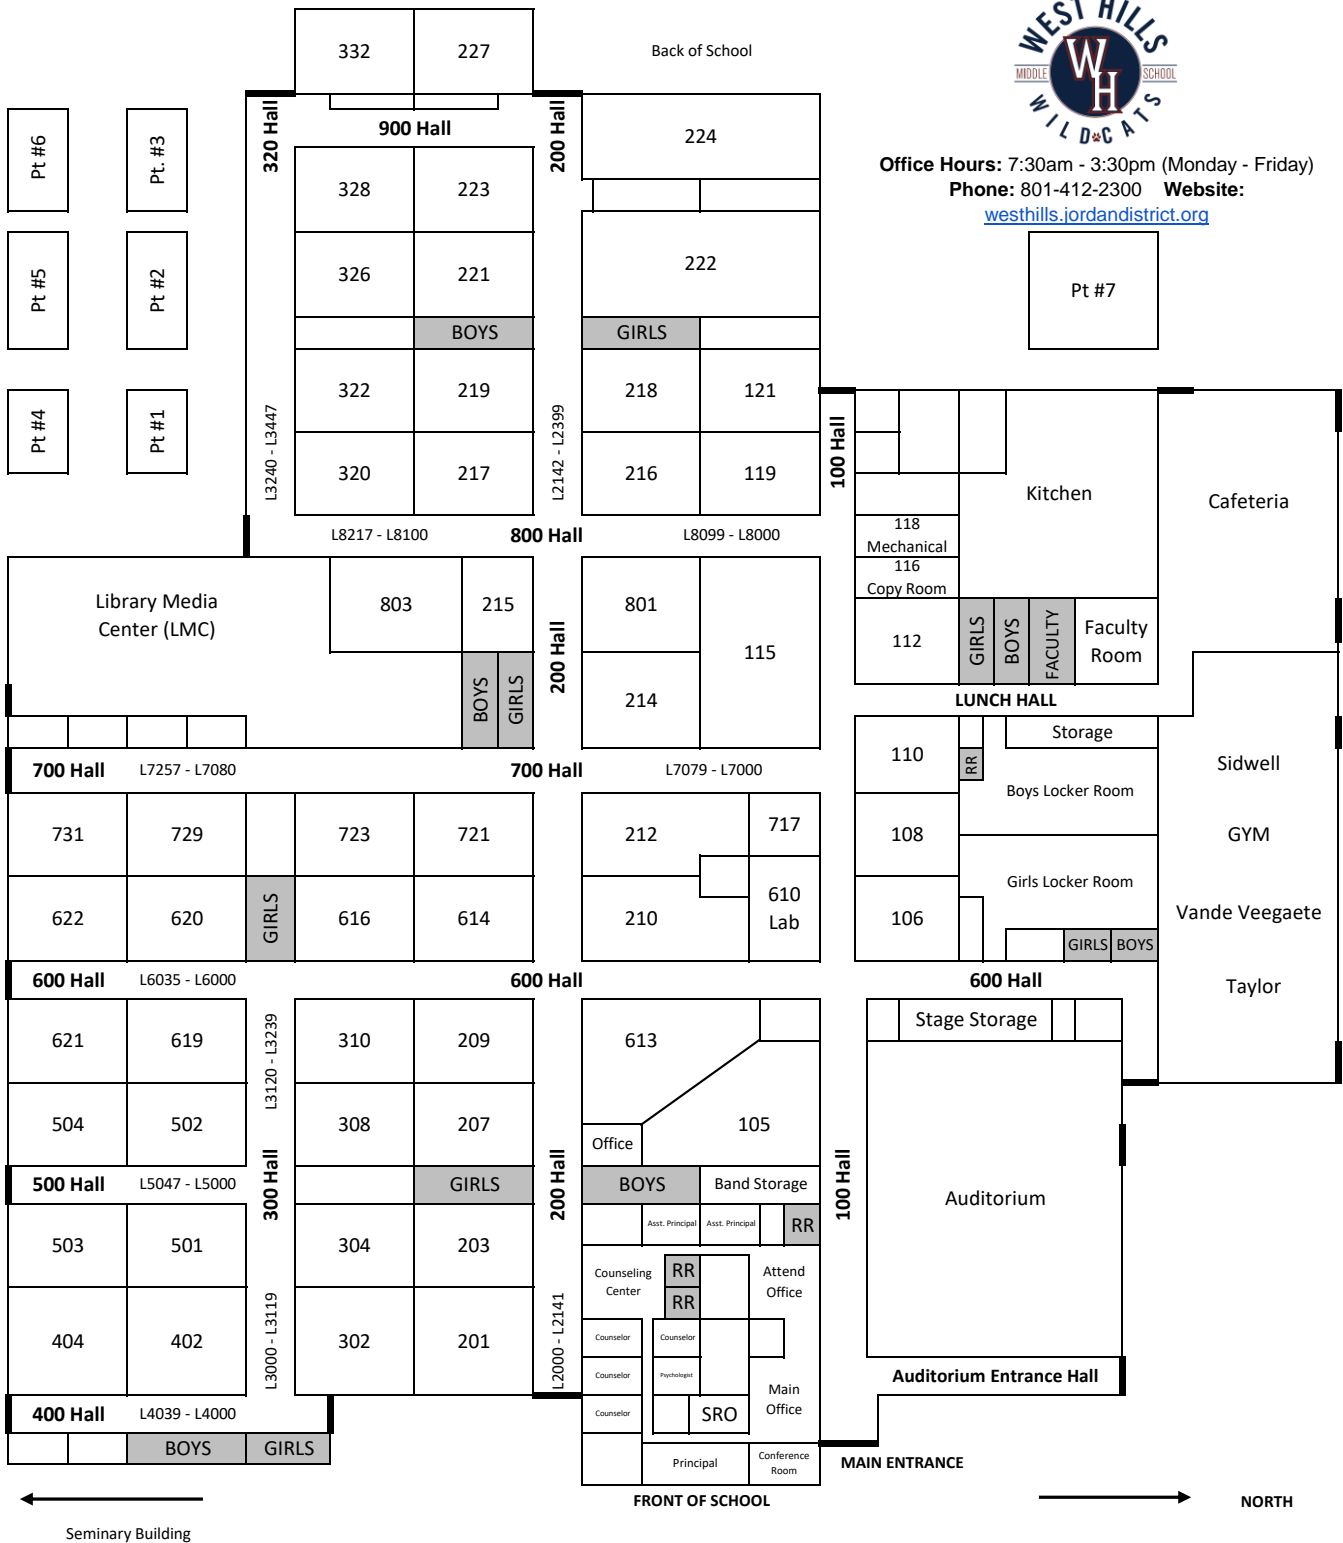 WEST HILLS
MIDDLE SCHOOL
WH
WILDCATS
Office Hours: 7:30am - 3:30pm (Monday - Friday)
Phone: 801-412-2300 Website:
westhills.jordandistrict.org
Back of School
332 227
900 Hall
320 Hall
200 Hall
224
Pt #6
Pt. #3
328 223
326 221
222
Pt #5
Pt #2
Pt #7
BOYS
GIRLS
322 219
218 121
Pt #4
Pt #1
L3240 - L3447
L2142 - L2399
100 Hall
320 217
216 119
Kitchen
Cafeteria
L8217 - L8100
800 Hall
L8099 - L8000
118
Mechanical
116
Copy Room
Library Media
Center (LMC)
803
215
801
200 Hall
115
112
GIRLS
BOYS
FACULTY
Faculty
Room
BOYS
GIRLS
214
LUNCH HALL
Storage
110
RR
Boys Locker Room
Sidwell
700 Hall
L7257 - L7080
700 Hall
L7079 - L7000
731 729 723 721
212
717
108
GYM
Girls Locker Room
622 620
GIRLS
616 614
210
610
Lab
106
Vande Veegaete
GIRLS
BOYS
600 Hall
L6035 - L6000
600 Hall
600 Hall
Taylor
621 619
L3120 - L3239
310 209
613
Stage Storage
504 502
308 207
Office
105
500 Hall
L5047 - L5000
300 Hall
GIRLS
200 Hall
BOYS
Band Storage
100 Hall
Auditorium
503 501
304 203
Asst. Principal
Asst. Principal
RR
Counseling
Center
RR
RR
Attend
Office
404 402
L3000 - L3119
302 201
L2000 - L2141
Counselor
Counselor
Counselor
Psychologist
Counselor
SRO
Main
Office
Auditorium Entrance Hall
400 Hall
L4039 - L4000
BOYS
GIRLS
Principal
Conference
Room
MAIN ENTRANCE
FRONT OF SCHOOL
NORTH
Seminary Building